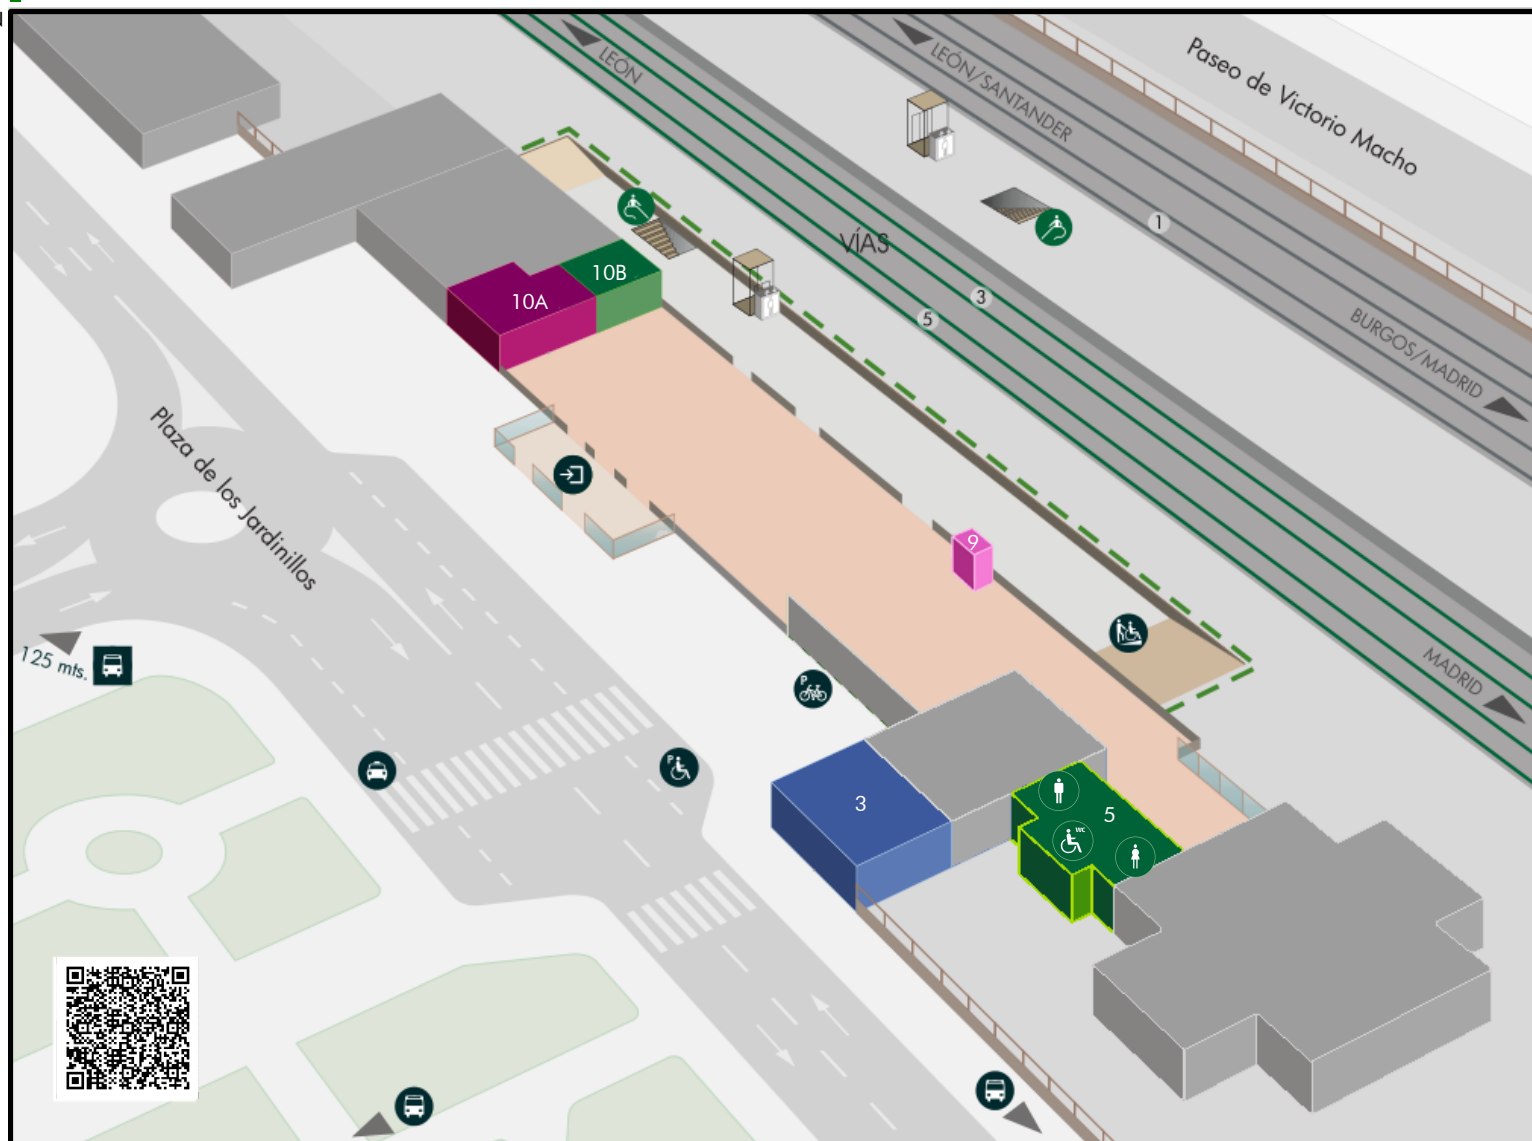 LEÓN
LEÓN/SANTANDER
Paseo de Victorio Macho
1
VÍAS
3
5
BURGOS/MADRID
MADRID
10B
10A
9
Plaza de los Jardinillos
125 mts.
P
P
3
5
WC